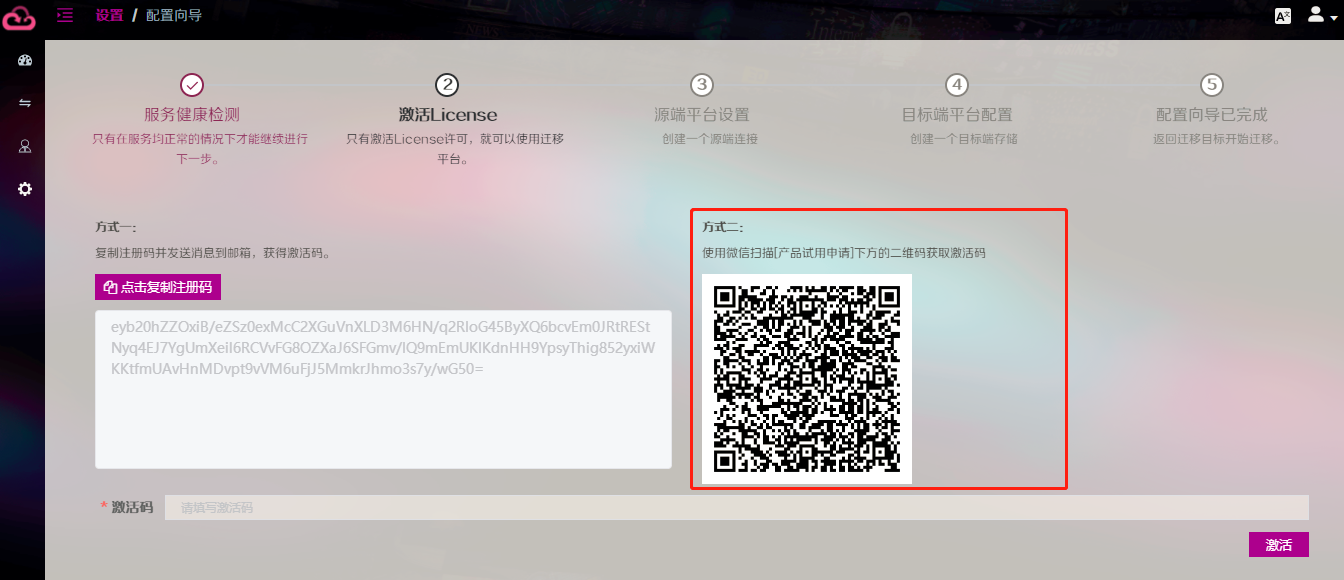 设置 / 配置向导
2
3
4
5
服务健康检测
激活License
源端平台设置
目标端平台配置
配置向导已完成
只有在服务均正常的情况下才能继续进行
下一步。
只有激活License许可，就可以使用迁移
平台。
创建一个源端连接
创建一个目标端存储
返回迁移目标开始迁移。
方式一：
复制注册码并发送消息到邮箱，获得激活码。
点击复制注册码
eyb20hZZOxiB/eZSz0exMcC2XGuVnXLD3M6HN/q2RloG45ByXQ6bcvEm0JRtRESt
Nyq4EJ7YgUmXeiI6RCVvFG8OZXaJ6SFGmv/lQ9mEmUKlKdnHH9YpsyThig852yxiW
KKtfmUAvHnMDvpt9vVM6uFjJ5MmkrJhmo3s7y/wG50=
方式二：
使用微信扫描[产品试用申请]下方的二维码获取激活码
* 激活码
请填写激活码
激活